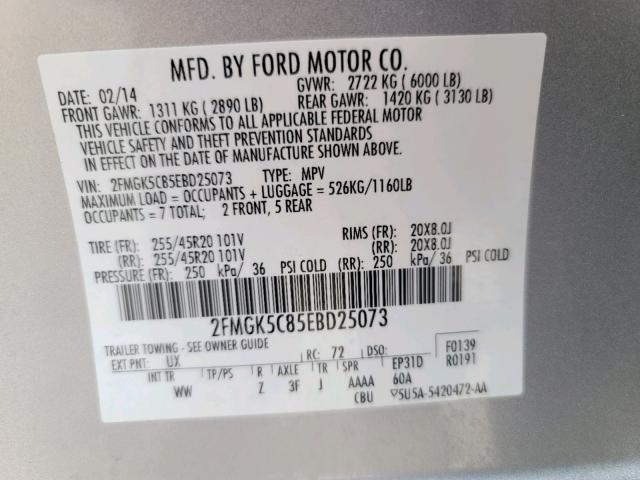 MFD. BY FORD MOTOR CO.
DATE: 02/14 GVWR: 2722 KG ( 6000 LB)
FRONT GAWR: 1311 KG ( 2890 LB) REAR GAWR: 1420 KG ( 3130 LB)
THIS VEHICLE CONFORMS TO ALL APPLICABLE FEDERAL MOTOR
VEHICLE SAFETY AND THEFT PREVENTION STANDARDS
IN EFFECT ON THE DATE OF MANUFACTURE SHOWN ABOVE.
VIN: 2FMGK5C85EBD25073 TYPE: MPV
MAXIMUM LOAD = OCCUPANTS + LUGGAGE = 526KG/1160LB
OCCUPANTS = 7 TOTAL; 2 FRONT, 5 REAR
TIRE (FR): 255/45R20 101V RIMS (FR): 20X8.0J
(RR): 255/45R20 101V (RR): 20X8.0J
PRESSURE (FR): 250 kPa/ 36 PSI COLD (RR): 250 kPa/ 36 PSI COLD
2FMGK5C85EBD25073
TRAILER TOWING - SEE OWNER GUIDE
EXT PNT: UX RC: 72 DSO: F0139
INT TR TP/PS R AXLE TR SPR EP31D R0191
WW Z 3F J AAAA 60A
CBU ▽5U5A-5420472-AA